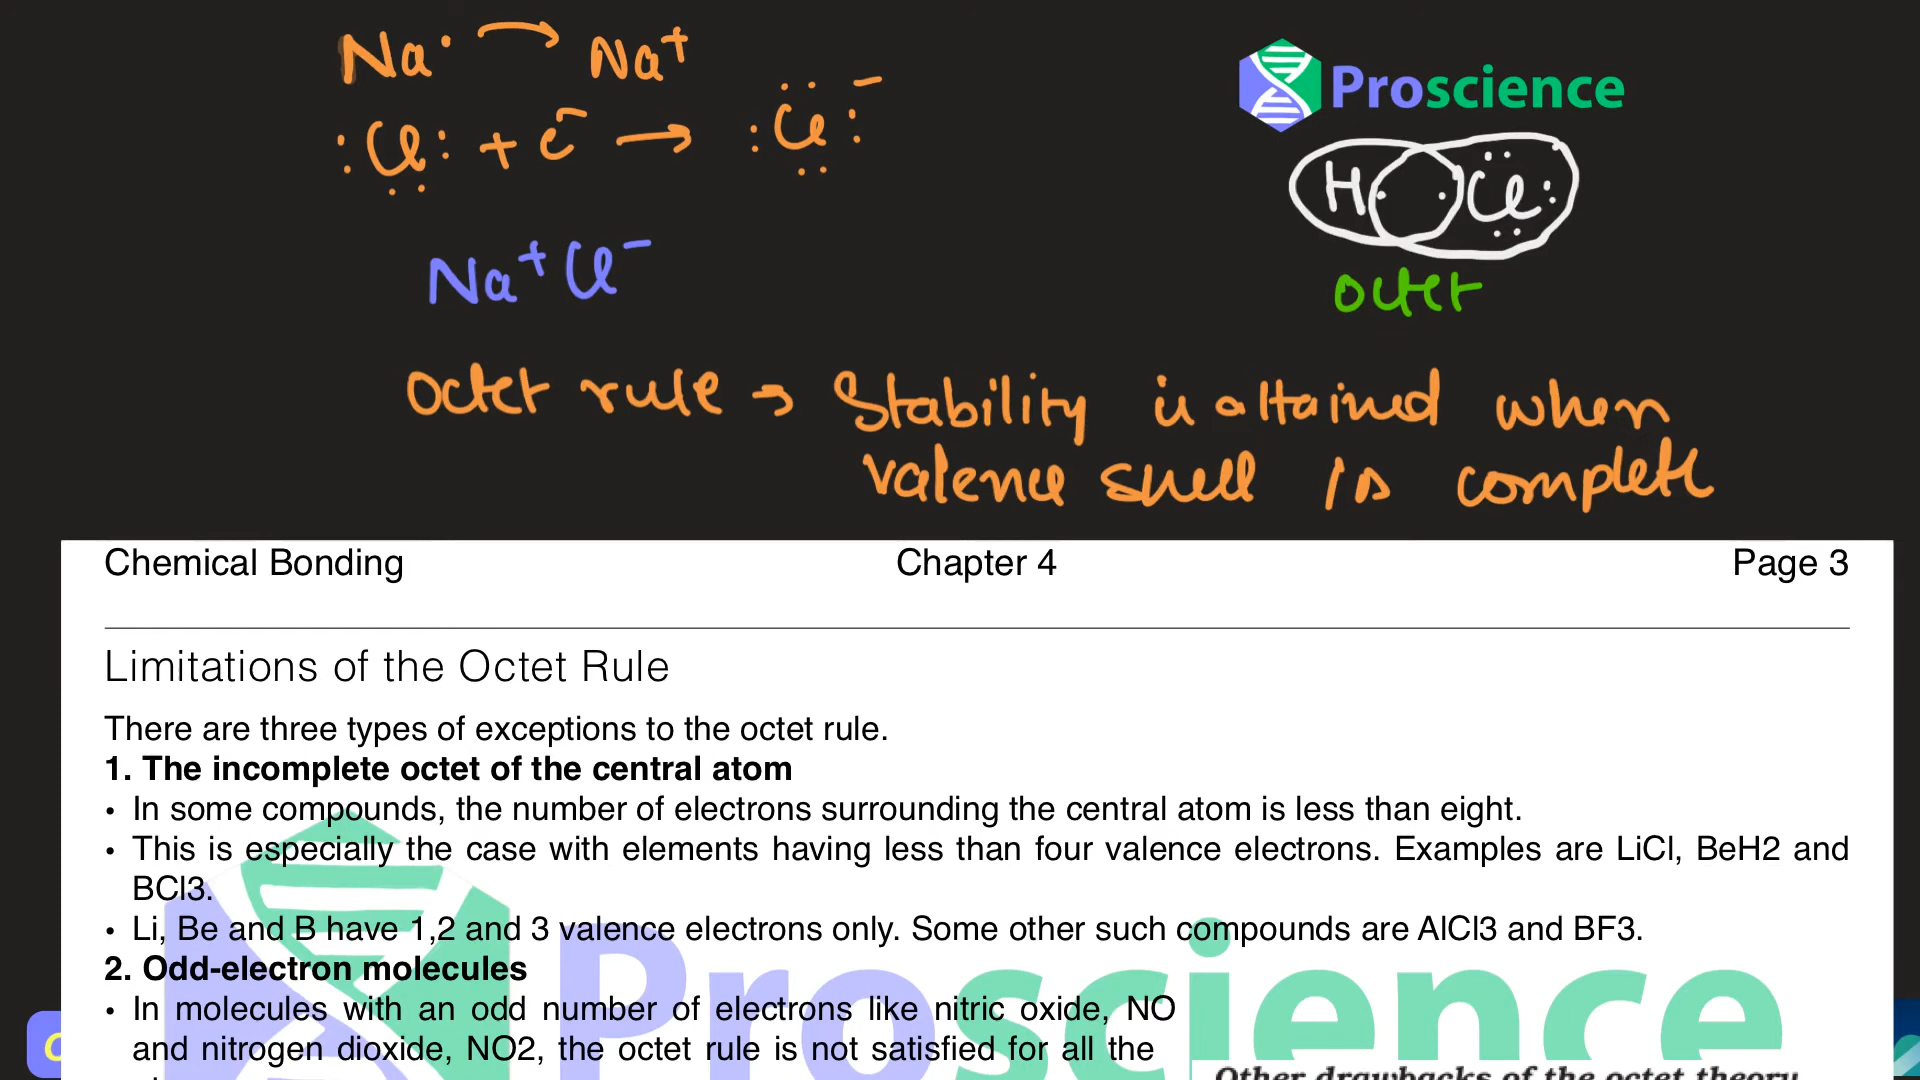 Na· → Na⁺
:Cl: + e⁻ → :Cl:⁻
Proscience
H Cl
Na⁺ Cl⁻
octet
Octet rule → Stability is attained when
valence shell is complete
Chemical Bonding Chapter 4 Page 3
Limitations of the Octet Rule
There are three types of exceptions to the octet rule.
1. The incomplete octet of the central atom
• In some compounds, the number of electrons surrounding the central atom is less than eight.
• This is especially the case with elements having less than four valence electrons. Examples are LiCl, BeH2 and
BCl3.
• Li, Be and B have 1,2 and 3 valence electrons only. Some other such compounds are AlCl3 and BF3.
2. Odd-electron molecules
Proscience
• In molecules with an odd number of electrons like nitric oxide, NO
and nitrogen dioxide, NO2, the octet rule is not satisfied for all the
Other drawbacks of the octet theory